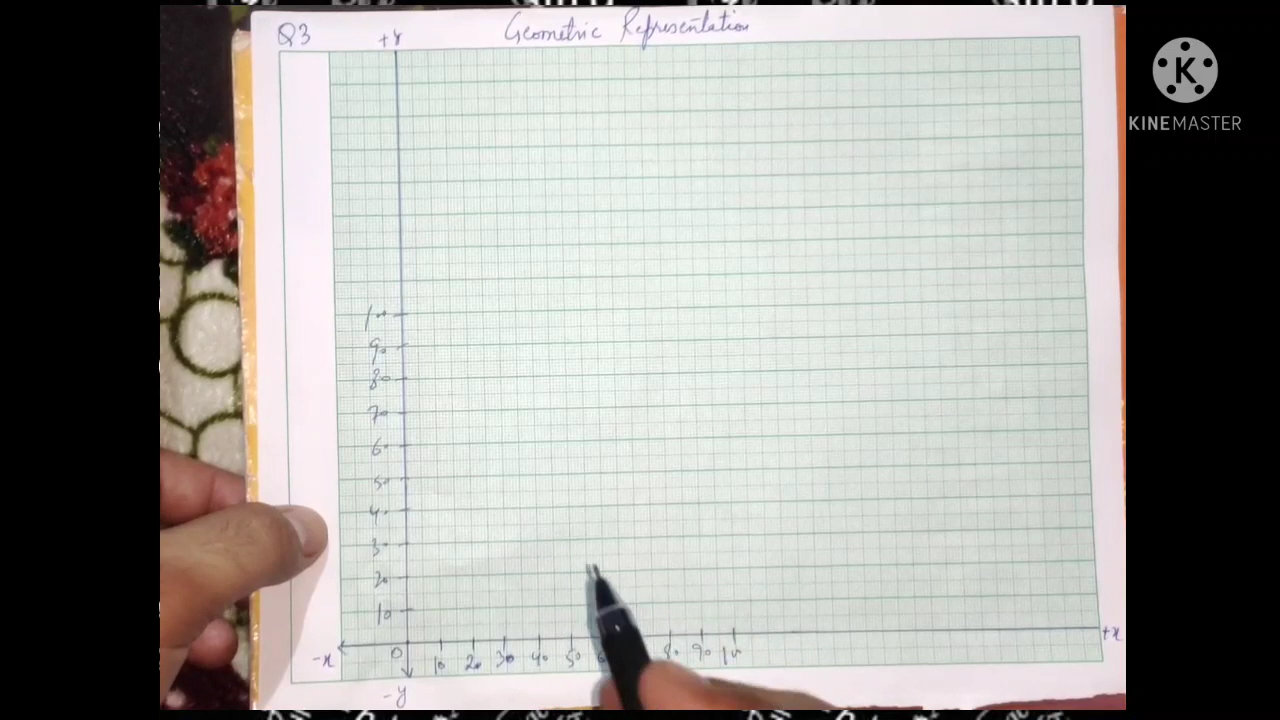 Q3 Geometric Representation
+y
100
90
80
70
60
50
40
30
20
10
-x 0 10 20 30 40 50 80 90 100 +x
-y
KINEMASTER